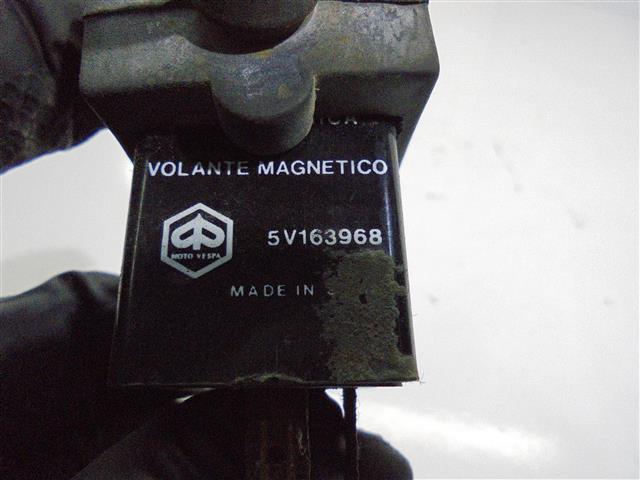 VOLANTE MAGNETICO
5V163968
MOTO VESPA
MADE IN